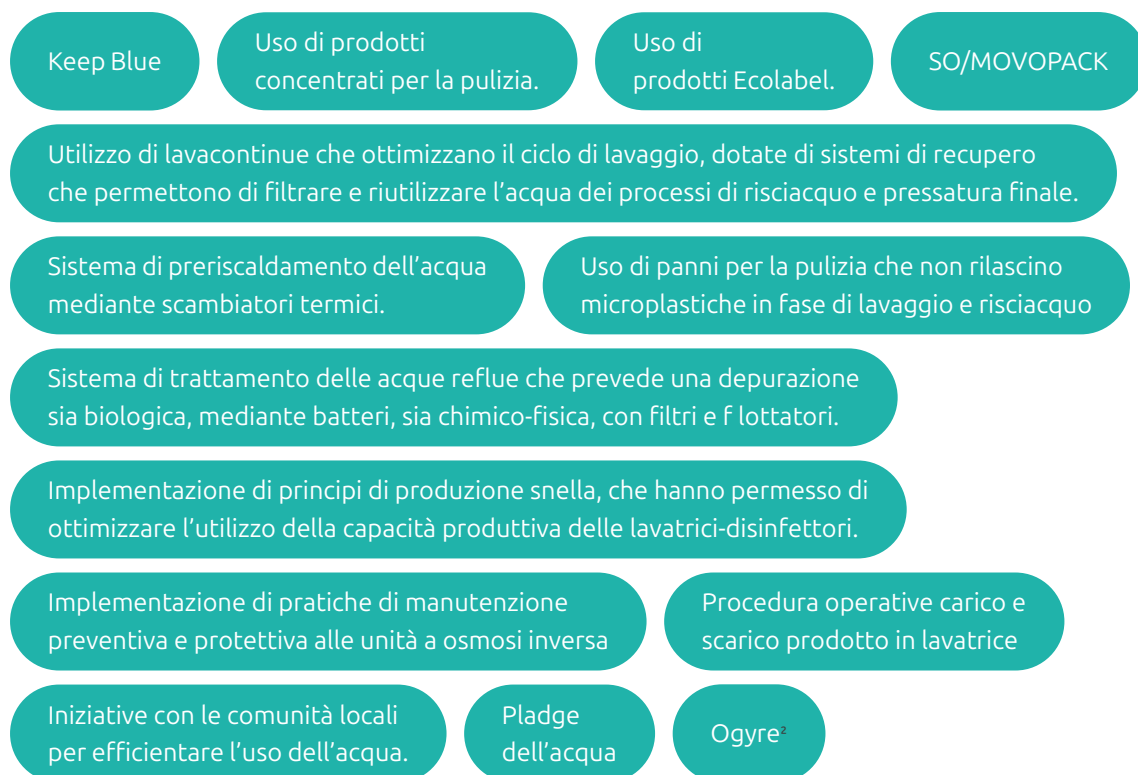 Keep Blue
Uso di prodotti
concentrati per la pulizia.
Uso di
prodotti Ecolabel.
SO/MOVOPACK
Utilizzo di lavacontinue che ottimizzano il ciclo di lavaggio, dotate di sistemi di recupero
che permettono di filtrare e riutilizzare l’acqua dei processi di risciacquo e pressatura finale.
Sistema di preriscaldamento dell’acqua
mediante scambiatori termici.
Uso di panni per la pulizia che non rilascino
microplastiche in fase di lavaggio e risciacquo
Sistema di trattamento delle acque reflue che prevede una depurazione
sia biologica, mediante batteri, sia chimico-fisica, con filtri e f lottatori.
Implementazione di principi di produzione snella, che hanno permesso di
ottimizzare l’utilizzo della capacità produttiva delle lavatrici-disinfettori.
Implementazione di pratiche di manutenzione
preventiva e protettiva alle unità a osmosi inversa
Procedura operative carico e
scarico prodotto in lavatrice
Iniziative con le comunità locali
per efficientare l’uso dell’acqua.
Pladge
dell’acqua
Ogyre²